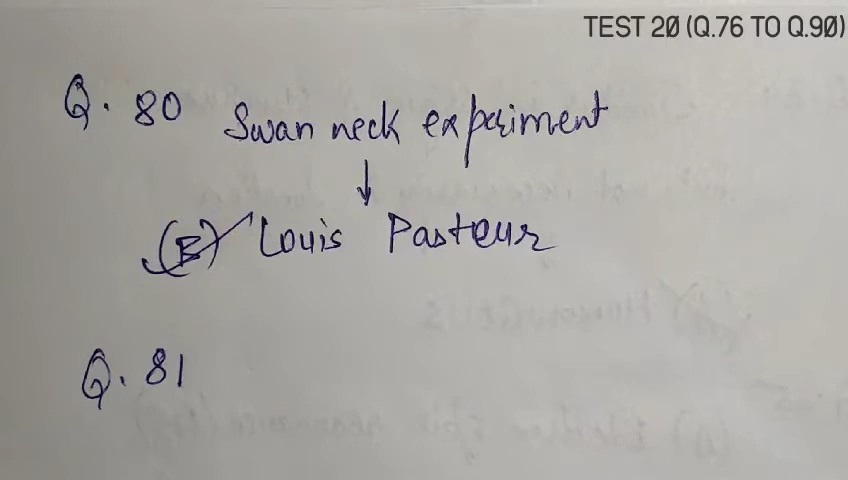 TEST 20 (Q.76 TO Q.90)
Q. 80 Swan neck experiment
↓
(B) Louis Pasteur
Q. 81